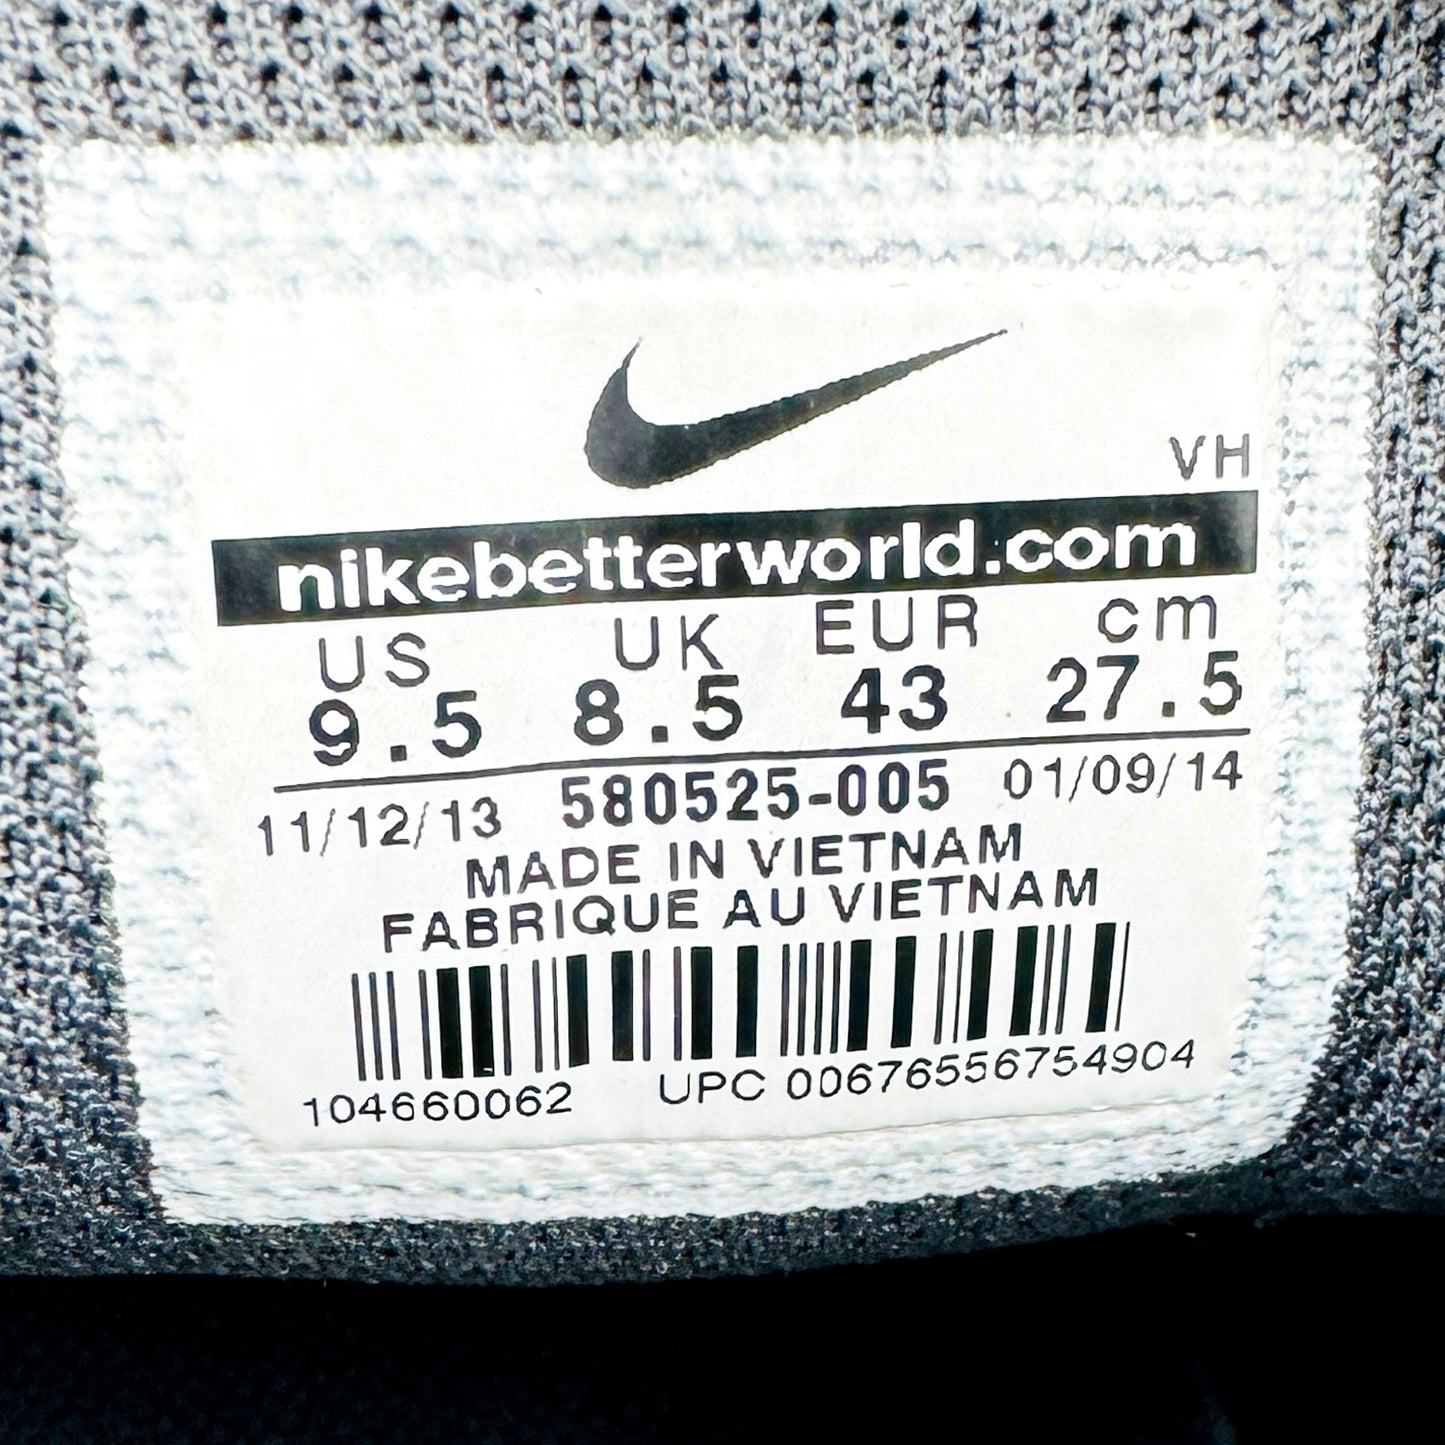 VH
nikebetterworld.com
US UK EUR cm
9.5 8.5 43 27.5
11/12/13 580525-005 01/09/14
MADE IN VIETNAM
FABRIQUE AU VIETNAM
104660062 UPC 00676556754904